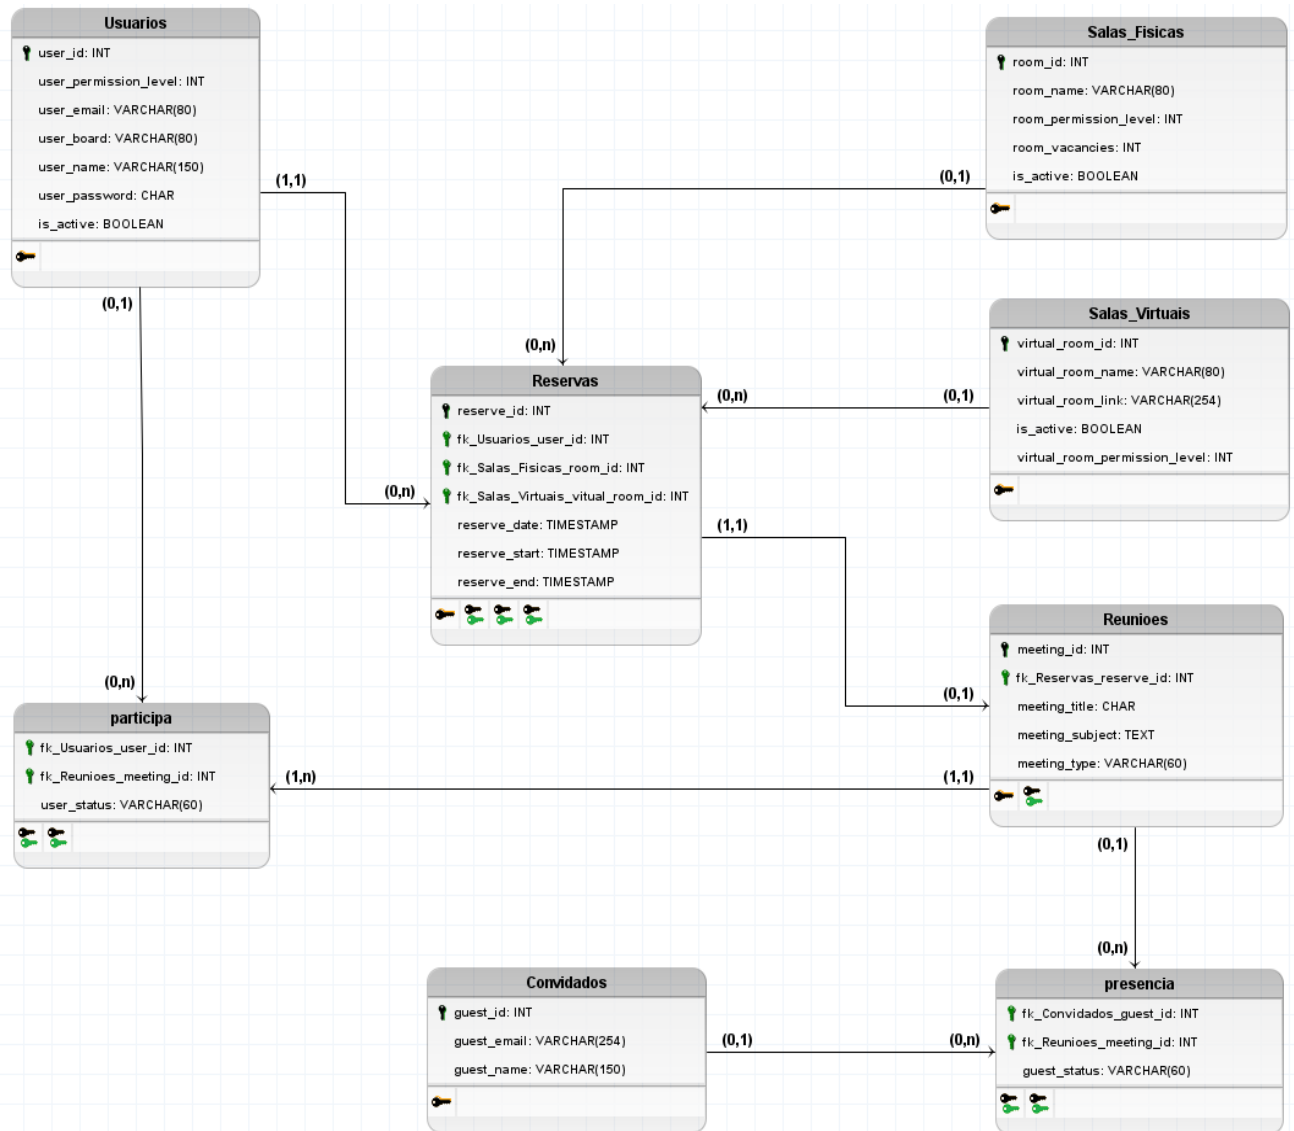 Usuarios
user_id: INT
user_permission_level: INT
user_email: VARCHAR(80)
user_board: VARCHAR(80)
user_name: VARCHAR(150)
user_password: CHAR
is_active: BOOLEAN
(1,1)
(0,1)
Salas_Fisicas
room_id: INT
room_name: VARCHAR(80)
room_permission_level: INT
room_vacancies: INT
is_active: BOOLEAN
(0,1)
(0,n)
Salas_Virtuais
virtual_room_id: INT
virtual_room_name: VARCHAR(80)
virtual_room_link: VARCHAR(254)
is_active: BOOLEAN
virtual_room_permission_level: INT
(0,n)
(0,1)
Reservas
reserve_id: INT
fk_Usuarios_user_id: INT
fk_Salas_Fisicas_room_id: INT
fk_Salas_Virtuais_vitual_room_id: INT
reserve_date: TIMESTAMP
reserve_start: TIMESTAMP
reserve_end: TIMESTAMP
(0,n)
(1,1)
(0,1)
Reunioes
meeting_id: INT
fk_Reservas_reserve_id: INT
meeting_title: CHAR
meeting_subject: TEXT
meeting_type: VARCHAR(60)
(0,n)
participa
fk_Usuarios_user_id: INT
fk_Reunioes_meeting_id: INT
user_status: VARCHAR(60)
(1,n)
(1,1)
(0,1)
(0,n)
Convidados
guest_id: INT
guest_email: VARCHAR(254)
guest_name: VARCHAR(150)
(0,1)
(0,n)
presencia
fk_Convidados_guest_id: INT
fk_Reunioes_meeting_id: INT
guest_status: VARCHAR(60)